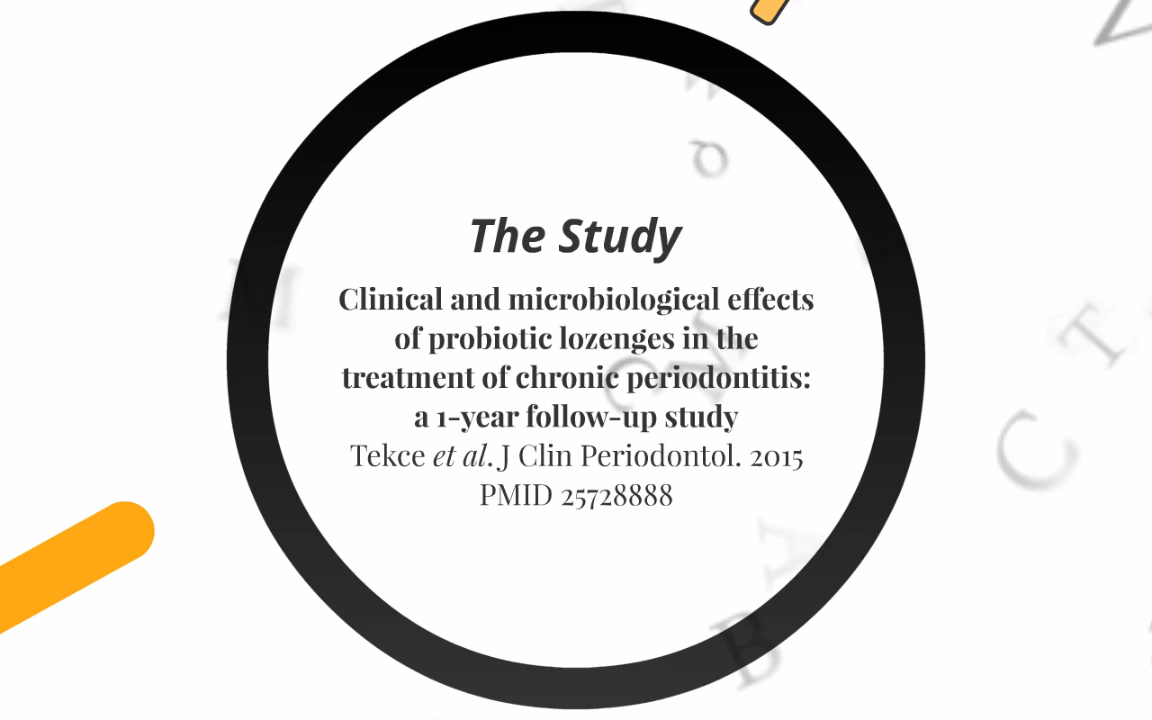 The Study
Clinical and microbiological effects
of probiotic lozenges in the
treatment of chronic periodontitis:
a 1-year follow-up study
Tekce et al. J Clin Periodontol. 2015
PMID 25728888